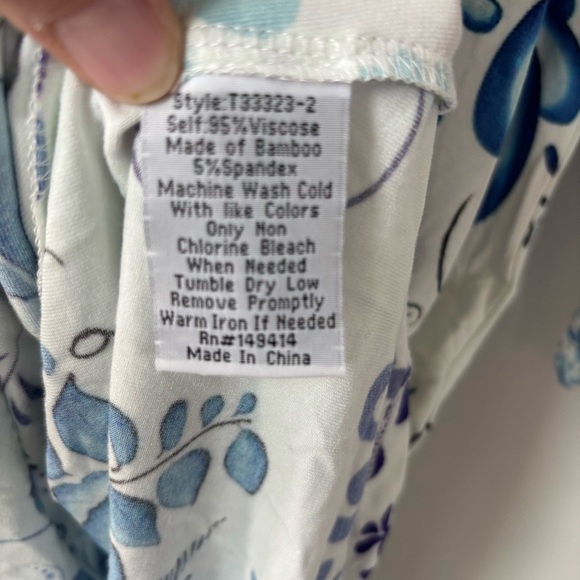 Style:T33323-2
Self:95%Viscose
Made of Bamboo
5%Spandex
Machine Wash Cold
With like Colors
Only Non
Chlorine Bleach
When Needed
Tumble Dry Low
Remove Promptly
Warm Iron If Needed
Rn#149414
Made In China